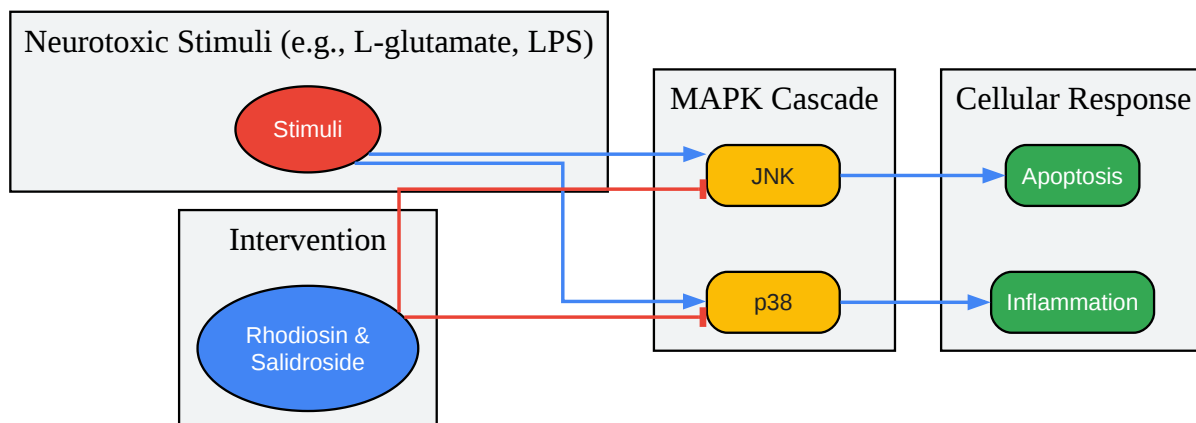 Neurotoxic Stimuli (e.g., L-glutamate, LPS)
Stimuli
Intervention
Rhodiosin &
Salidroside
MAPK Cascade
JNK
p38
Cellular Response
Apoptosis
Inflammation